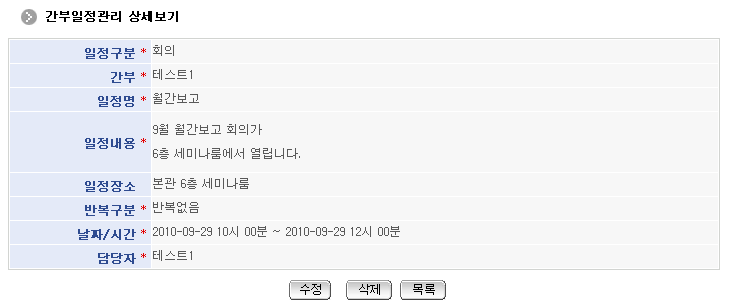 간부일정관리 상세보기
일정구분 * 회의
간부 * 테스트1
일정명 * 월간보고
일정내용 * 9월 월간보고 회의가
6층 세미나룸에서 열립니다.
일정장소 본관 6층 세미나룸
반복구분 * 반복없음
날짜/시간 * 2010-09-29 10시 00분 ~ 2010-09-29 12시 00분
담당자 * 테스트1
수정 삭제 목록